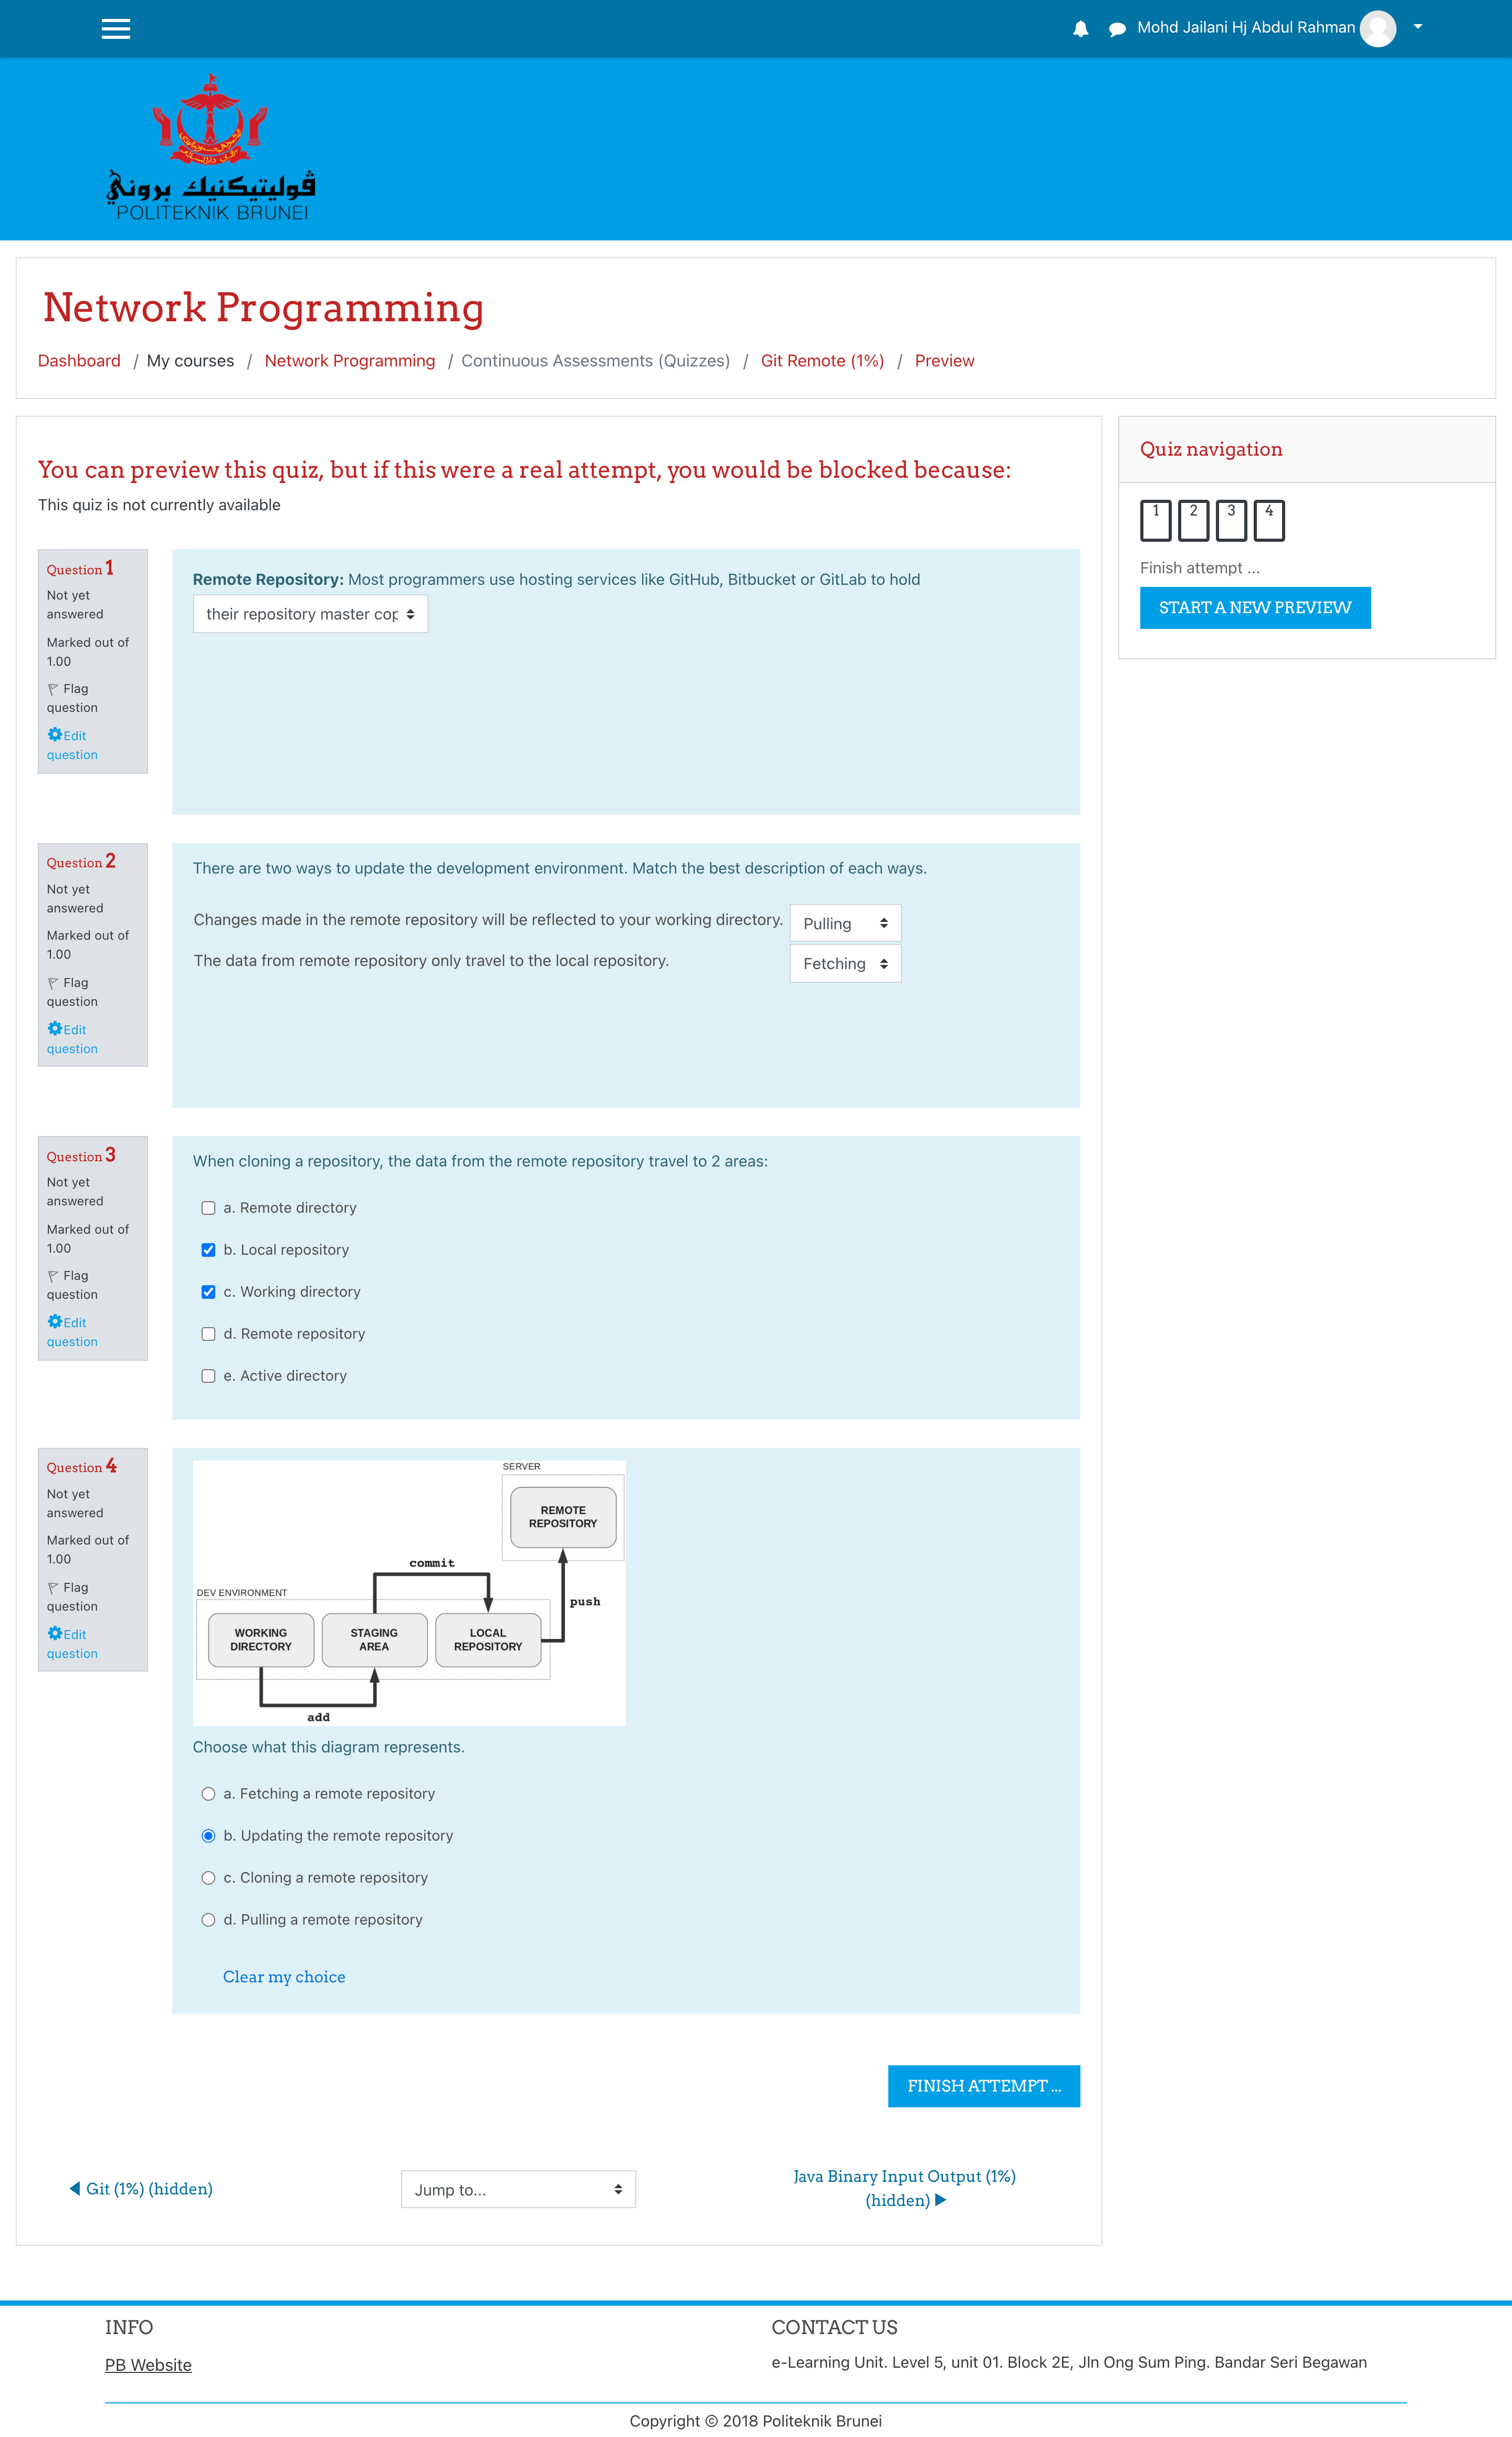 Mohd Jailani Hj Abdul Rahman
ڤوليتيكنيك بروني
POLITEKNIK BRUNEI
Network Programming
Dashboard / My courses / Network Programming / Continuous Assessments (Quizzes) / Git Remote (1%) / Preview
You can preview this quiz, but if this were a real attempt, you would be blocked because:
This quiz is not currently available
Question 1
Not yet
answered
Marked out of
1.00
Flag
question
Edit
question
Remote Repository: Most programmers use hosting services like GitHub, Bitbucket or GitLab to hold
their repository master cop
Question 2
Not yet
answered
Marked out of
1.00
Flag
question
Edit
question
There are two ways to update the development environment. Match the best description of each ways.
Changes made in the remote repository will be reflected to your working directory. Pulling
The data from remote repository only travel to the local repository. Fetching
Question 3
Not yet
answered
Marked out of
1.00
Flag
question
Edit
question
When cloning a repository, the data from the remote repository travel to 2 areas:
a. Remote directory
b. Local repository
c. Working directory
d. Remote repository
e. Active directory
Question 4
Not yet
answered
Marked out of
1.00
Flag
question
Edit
question
SERVER
REMOTE
REPOSITORY
commit
push
DEV ENVIRONMENT
WORKING
DIRECTORY
STAGING
AREA
LOCAL
REPOSITORY
add
Choose what this diagram represents.
a. Fetching a remote repository
b. Updating the remote repository
c. Cloning a remote repository
d. Pulling a remote repository
Clear my choice
FINISH ATTEMPT ...
◀ Git (1%) (hidden)
Jump to...
Java Binary Input Output (1%)
(hidden) ▶
Quiz navigation
1 2 3 4
Finish attempt ...
START A NEW PREVIEW
INFO
PB Website
CONTACT US
e-Learning Unit. Level 5, unit 01. Block 2E, Jln Ong Sum Ping. Bandar Seri Begawan
Copyright © 2018 Politeknik Brunei